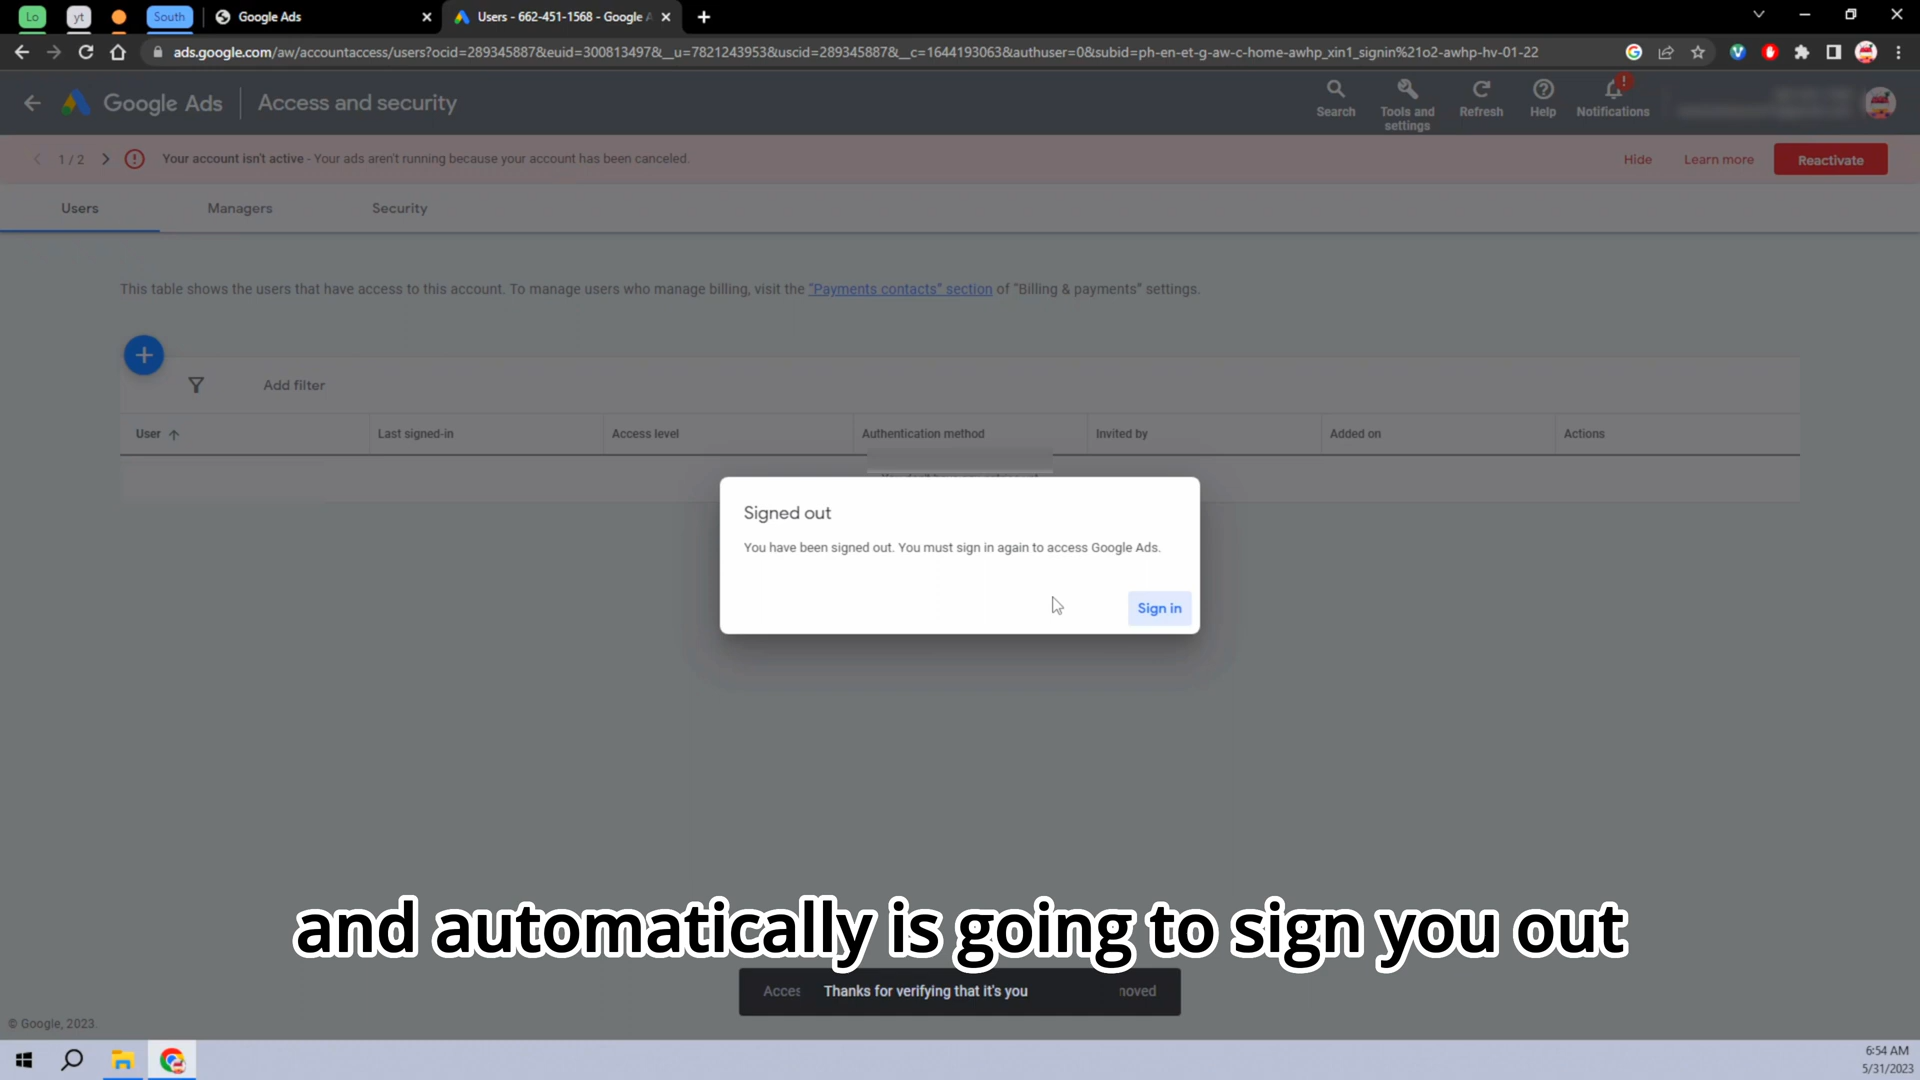 Lo
yt
South
Google Ads
Users - 662-451-1568 - Google A
ads.google.com/aw/accountaccess/users?ocid=289345887&euid=300813497&__u=7821243953&uscid=289345887&__c=1644193063&authuser=0&subid=ph-en-et-g-aw-c-home-awhp_xin1_signin%21o2-awhp-hv-01-22
Google Ads
Access and security
Search
Tools and settings
Refresh
Help
Notifications
1 / 2
Your account isn't active - Your ads aren't running because your account has been canceled.
Hide
Learn more
Reactivate
Users
Managers
Security
This table shows the users that have access to this account. To manage users who manage billing, visit the "Payments contacts" section of "Billing & payments" settings.
Add filter
User
Last signed-in
Access level
Authentication method
Invited by
Added on
Actions
Signed out
You have been signed out. You must sign in again to access Google Ads.
Sign in
and automatically is going to sign you out
Acces
Thanks for verifying that it's you
moved
© Google, 2023.
6:54 AM
5/31/2023